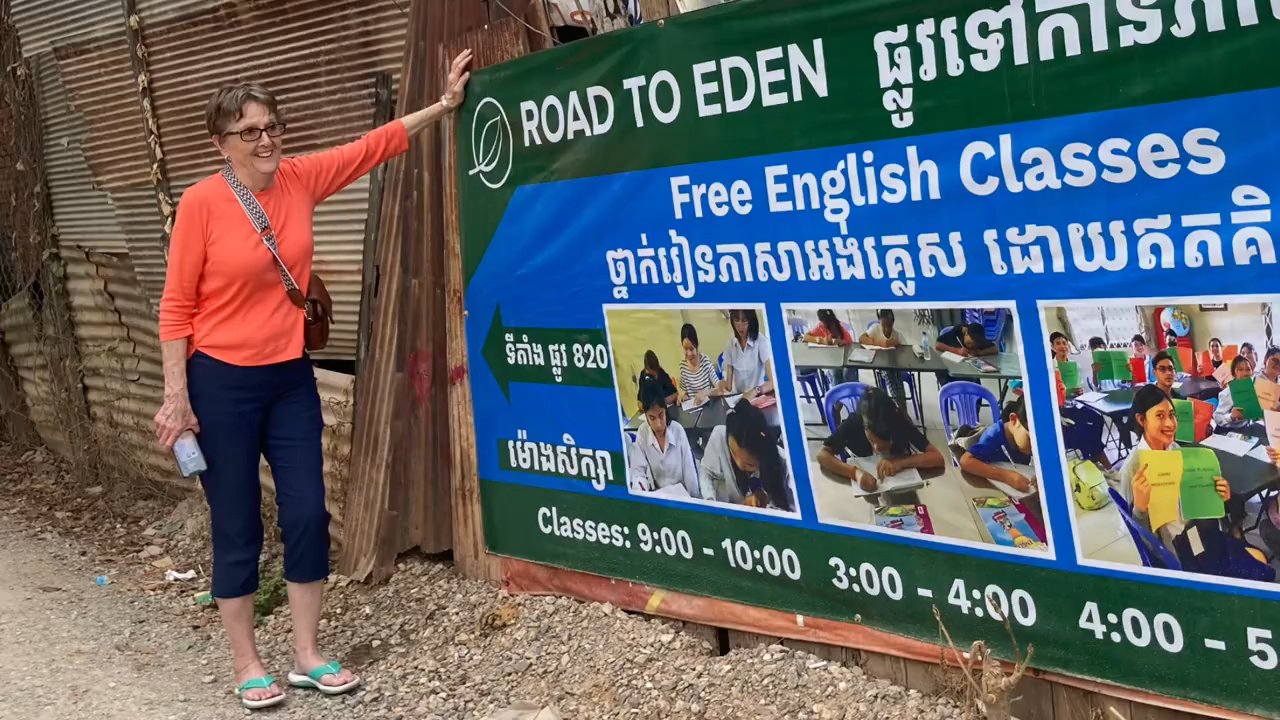 ROAD TO EDEN ផ្លូវទៅកាន់
Free English Classes
ថ្នាក់រៀនភាសាអង់គ្លេស ដោយឥតគិ
ទីតាំង ផ្លូវ 820
ម៉ោងសិក្សា
Classes: 9:00 - 10:00 3:00 - 4:00 4:00 - 5